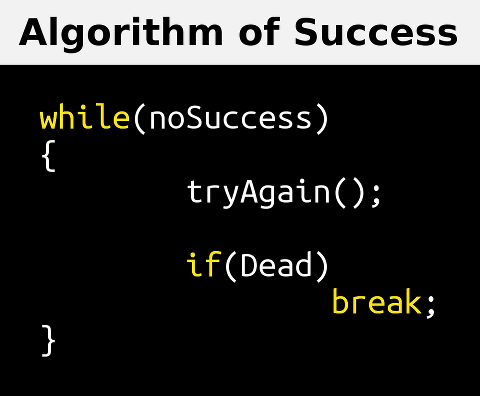 Algorithm of Success
while(noSuccess)
{
tryAgain();
if(Dead)
break;
}